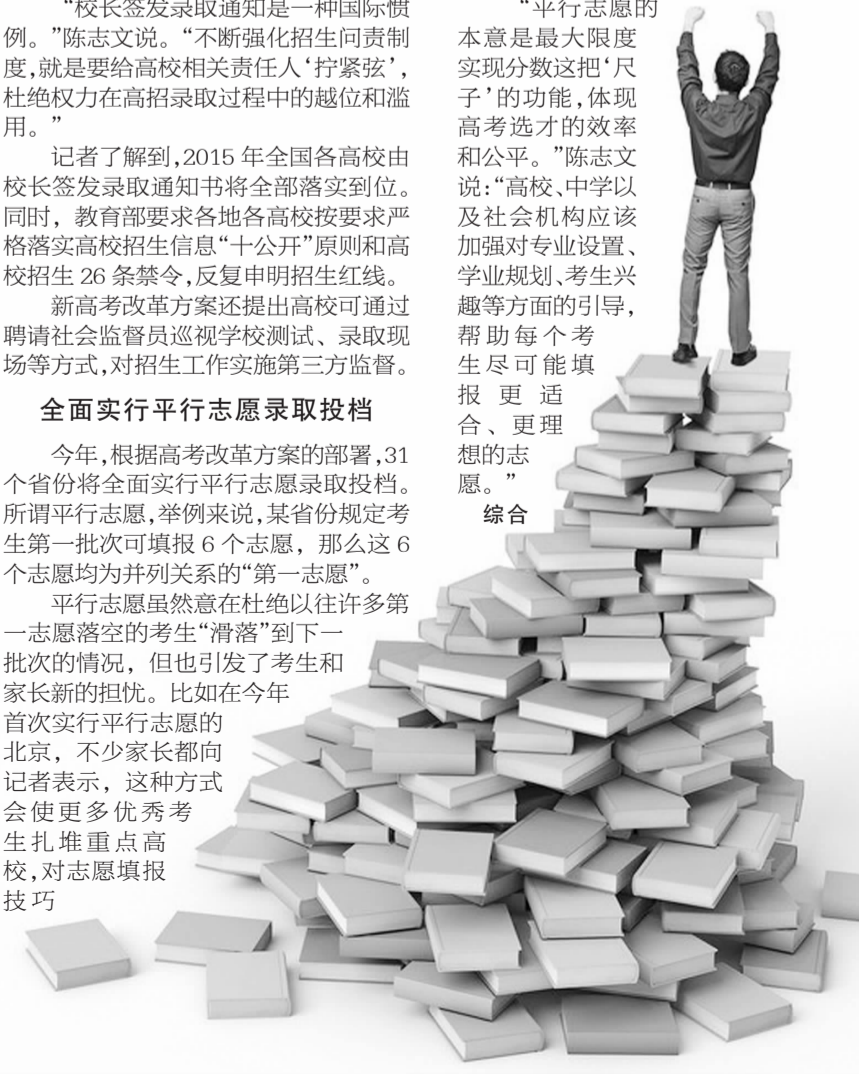 “校长签发录取通知是一种国际惯
例。”陈志文说。“不断强化招生问责制
度,就是要给高校相关责任人‘拧紧弦’,
杜绝权力在高招录取过程中的越位和滥
用。”
记者了解到,2015 年全国各高校由
校长签发录取通知书将全部落实到位。
同时，教育部要求各地各高校按要求严
格落实高校招生信息“十公开”原则和高
校招生 26 条禁令,反复申明招生红线。
新高考改革方案还提出高校可通过
聘请社会监督员巡视学校测试、录取现
场等方式,对招生工作实施第三方监督。
全面实行平行志愿录取投档
今年,根据高考改革方案的部署,31
个省份将全面实行平行志愿录取投档。
所谓平行志愿,举例来说,某省份规定考
生第一批次可填报 6 个志愿，那么这 6
个志愿均为并列关系的“第一志愿”。
平行志愿虽然意在杜绝以往许多第
一志愿落空的考生“滑落”到下一
批次的情况，但也引发了考生和
家长新的担忧。比如在今年
首次实行平行志愿的
北京，不少家长都向
记者表示，这种方式
会使更多优秀考
生扎堆重点高
校,对志愿填报
技巧
“平行志愿的
本意是最大限度
实现分数这把‘尺
子’的功能,体现
高考选才的效率
和公平。”陈志文
说:“高校、中学以
及社会机构应该
加强对专业设置、
学业规划、考生兴
趣等方面的引导,
帮助每个考
生尽可能填
报更适
合、更理
想的志
愿。”
综合